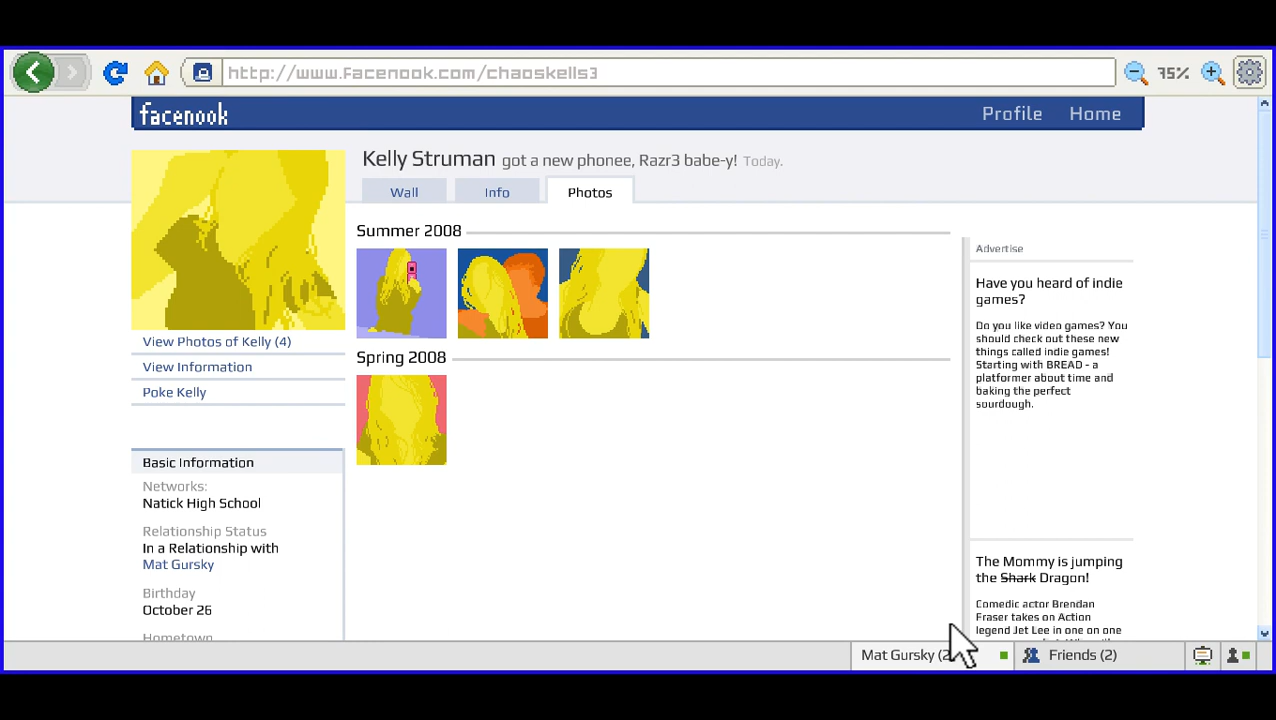 http://www.facenook.com/chaoskells3
75%
facenook
Profile
Home
Kelly Struman got a new phonee, Razr3 babe-y! Today.
Wall
Info
Photos
Summer 2008
Spring 2008
View Photos of Kelly (4)
View Information
Poke Kelly
Basic Information
Networks:
Natick High School
Relationship Status
In a Relationship with
Mat Gursky
Birthday
October 26
Hometown
Advertise
Have you heard of indie
games?
Do you like video games? You
should check out these new
things called indie games!
Starting with BREAD - a
platformer about time and
baking the perfect
sourdough.
The Mommy is jumping
the Shark Dragon!
Comedic actor Brendan
Fraser takes on Action
legend Jet Lee in one on one
Mat Gursky (2
Friends (2)